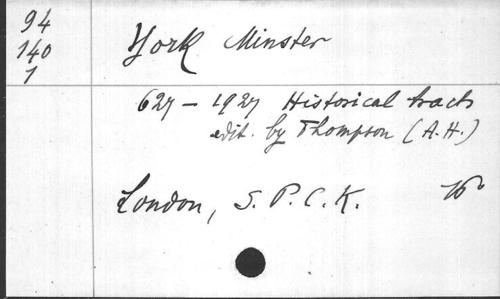 94
140
1
York Minster
627 – 1927 Historical tracts
edit. by Thompson (A.H.)
London, S.P.C.K.